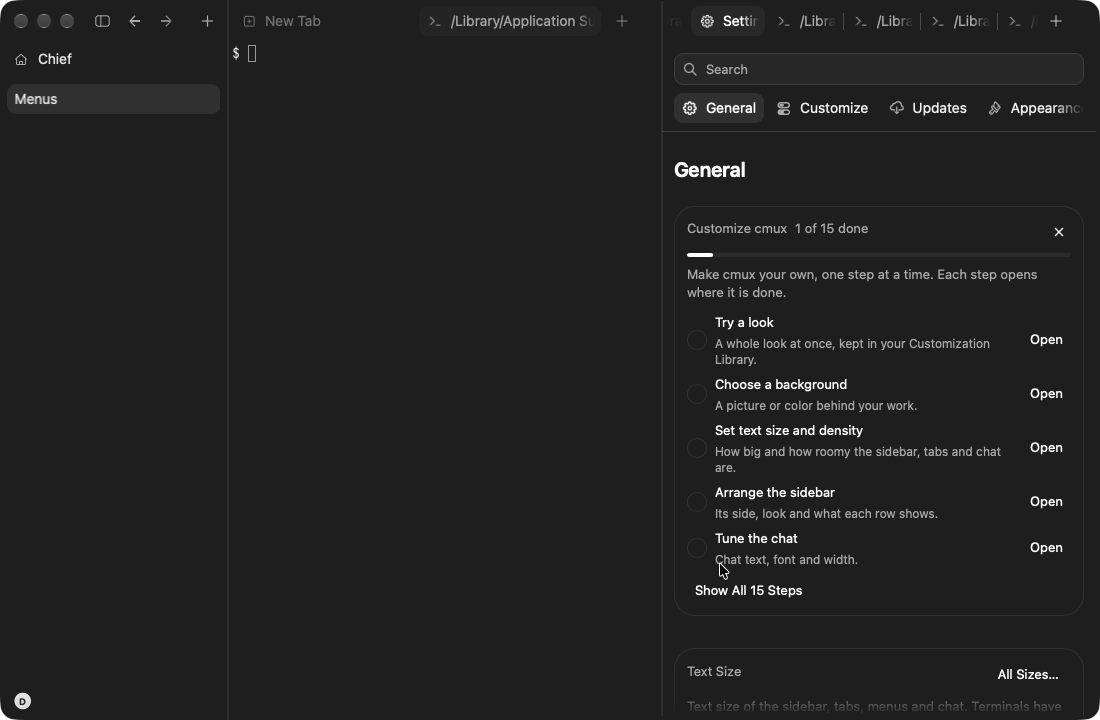 New Tab
>_ /Library/Application Su
Settin
>_ /Libra
>_ /Libra
>_ /Libra
>_
Chief
Menus
$
Search
General
Customize
Updates
Appearanc
General
Customize cmux 1 of 15 done
Make cmux your own, one step at a time. Each step opens
where it is done.
Try a look
A whole look at once, kept in your Customization
Library.
Open
Choose a background
A picture or color behind your work.
Open
Set text size and density
How big and how roomy the sidebar, tabs and chat
are.
Open
Arrange the sidebar
Its side, look and what each row shows.
Open
Tune the chat
Chat text, font and width.
Open
Show All 15 Steps
Text Size
All Sizes...
Text size of the sidebar, tabs, menus and chat. Terminals have
D